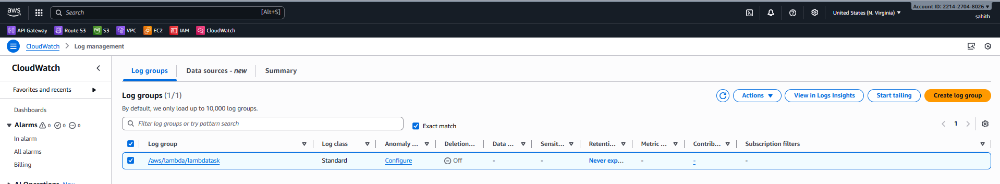 aws
Search
[Alt+S]
United States (N. Virginia)
Account ID: 2214-2704-8026
sahith
API Gateway
Route 53
S3
VPC
EC2
IAM
CloudWatch
CloudWatch
Log management
CloudWatch
Favorites and recents
Dashboards
Alarms 0 0 0
In alarm
All alarms
Billing
AI Operations New
Log groups
Data sources - new
Summary
Log groups (1/1)
Actions
View in Logs Insights
Start tailing
Create log group
By default, we only load up to 10,000 log groups.
Filter log groups or try pattern search
Exact match
1
Log group
Log class
Anomaly ...
Deletion...
Data ...
Sensit...
Retenti...
Metric ...
Contrib...
Subscription filters
/aws/lambda/lambdatask
Standard
Configure
Off
-
-
Never exp...
-
-
-